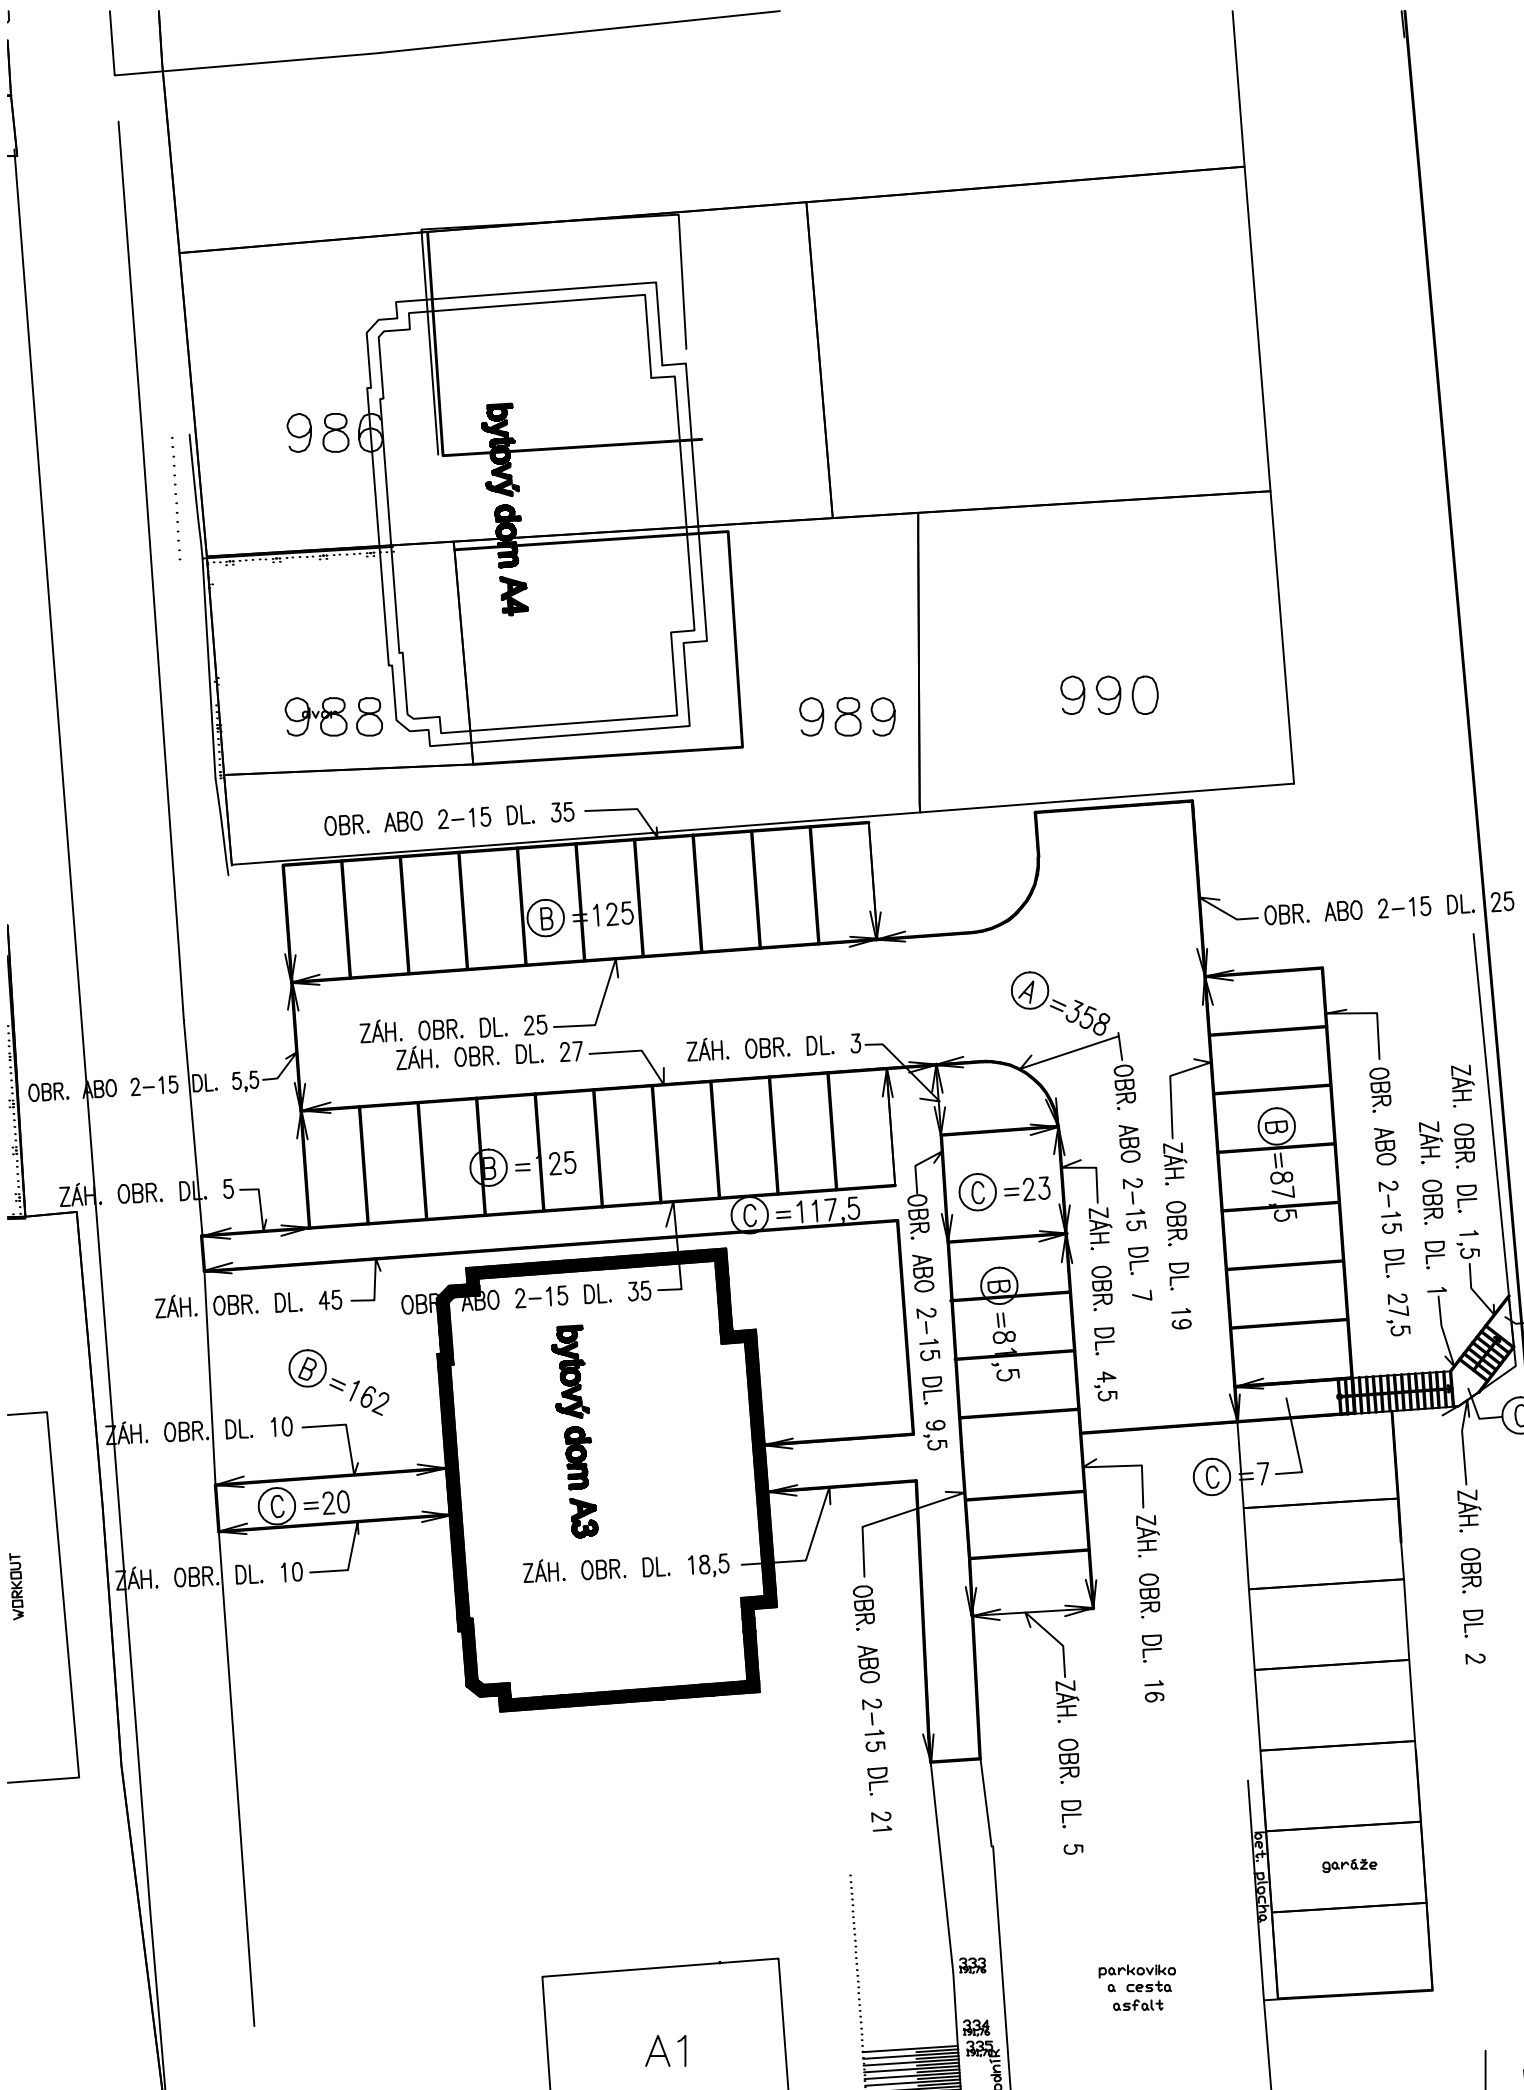 986
bytový dom A4
988
dvor
989
990
OBR. ABO 2-15 DL. 35
B =125
OBR. ABO 2-15 DL. 25
A =358
ZÁH. OBR. DL. 25
ZÁH. OBR. DL. 27
ZÁH. OBR. DL. 3
OBR. ABO 2-15 DL. 5,5
OBR. ABO 2-15 DL. 7
ZÁH. OBR. DL. 19
B =87,5
OBR. ABO 2-15 DL. 27,5
ZÁH. OBR. DL. 1
ZÁH. OBR. DL. 1,5
B =125
ZÁH. OBR. DL. 5
C =117,5
C =23
OBR. ABO 2-15 DL. 9,5
ZÁH. OBR. DL. 4,5
B =81,5
ZÁH. OBR. DL. 45
OBR. ABO 2-15 DL. 35
bytový dom A3
B =162
ZÁH. OBR. DL. 10
C =20
ZÁH. OBR. DL. 10
ZÁH. OBR. DL. 18,5
C =7
C
ZÁH. OBR. DL. 2
ZÁH. OBR. DL. 16
OBR. ABO 2-15 DL. 21
ZÁH. OBR. DL. 5
WORKOUT
bet. plocha
garáže
parkoviko
a cesta
asfalt
333
191,76
334
191,76
335
A1